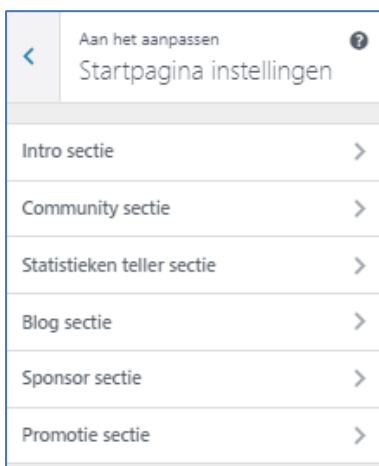 Aan het aanpassen
Startpagina instellingen
Intro sectie
Community sectie
Statistieken teller sectie
Blog sectie
Sponsor sectie
Promotie sectie